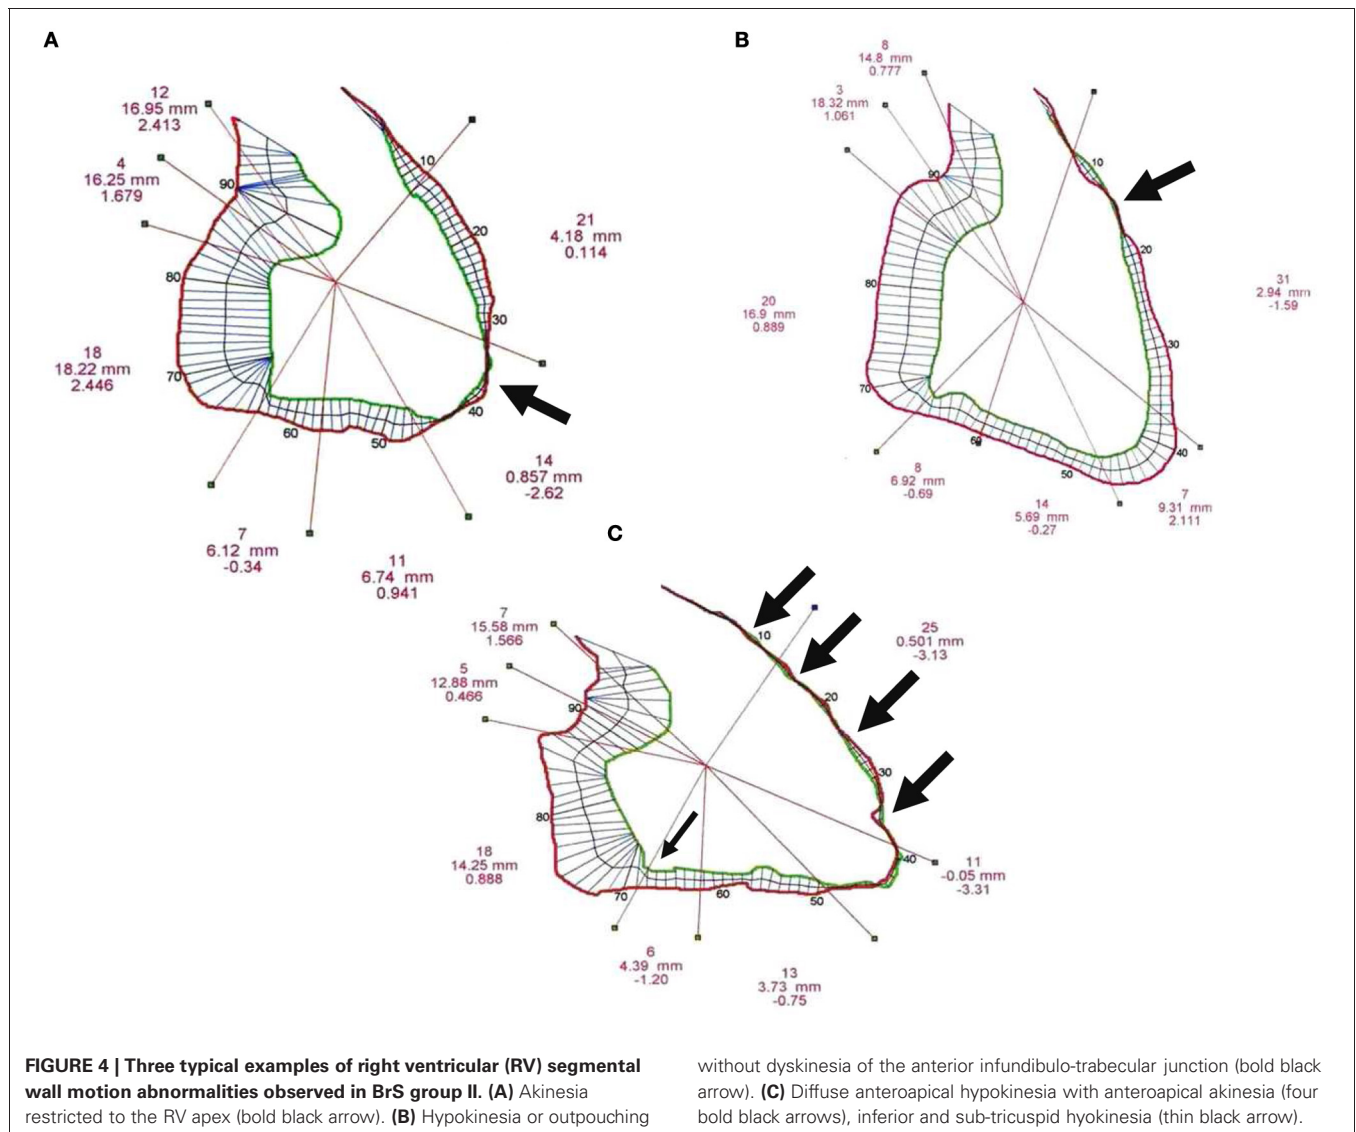 A
12
16.95 mm
2.413
4
16.25 mm
1.679
90
80
18
18.22 mm
2.446
70
60
50
40
30
20
10
21
4.18 mm
0.114
14
0.857 mm
-2.62
7
6.12 mm
-0.34
11
6.74 mm
0.941
B
8
14.8 mm
0.777
3
18.32 mm
1.061
90
80
20
16.9 mm
0.889
70
60
50
40
30
20
10
31
2.94 mm
-1.59
8
6.92 mm
-0.69
14
5.69 mm
-0.27
7
9.31 mm
2.111
C
7
15.58 mm
1.566
5
12.88 mm
0.466
90
80
18
14.25 mm
0.888
70
60
50
40
30
20
10
25
0.501 mm
-3.13
11
-0.05 mm
-3.31
6
4.39 mm
-1.20
13
3.73 mm
-0.75
FIGURE 4 | Three typical examples of right ventricular (RV) segmental
wall motion abnormalities observed in BrS group II. (A) Akinesia
restricted to the RV apex (bold black arrow). (B) Hypokinesia or outpouching
without dyskinesia of the anterior infundibulo-trabecular junction (bold black
arrow). (C) Diffuse anteroapical hypokinesia with anteroapical akinesia (four
bold black arrows), inferior and sub-tricuspid hyokinesia (thin black arrow).